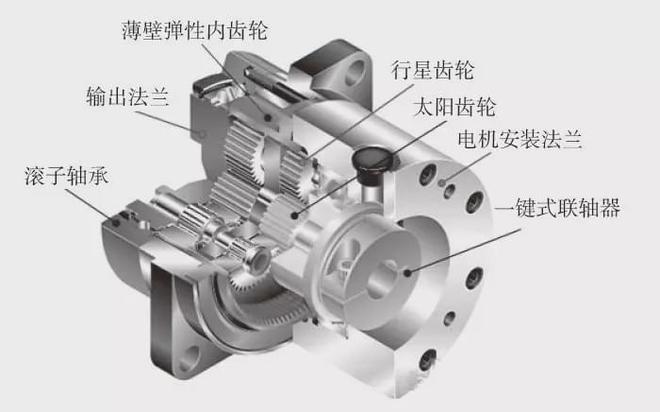 薄壁弹性内齿轮
行星齿轮
输出法兰
太阳齿轮
电机安装法兰
滚子轴承
一键式联轴器